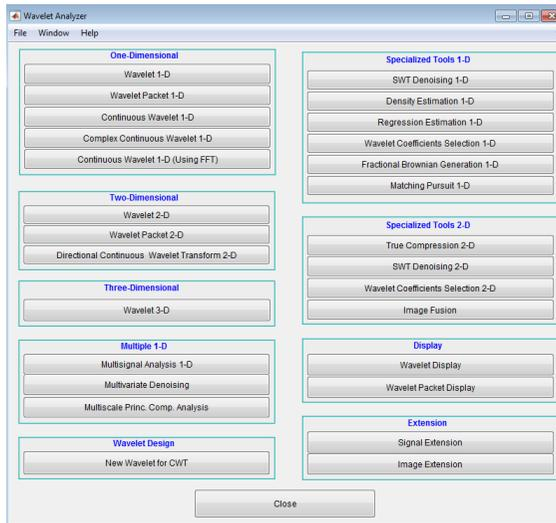 Wavelet Analyzer
File Window Help
One-Dimensional
Wavelet 1-D
Wavelet Packet 1-D
Continuous Wavelet 1-D
Complex Continuous Wavelet 1-D
Continuous Wavelet 1-D (Using FFT)
Two-Dimensional
Wavelet 2-D
Wavelet Packet 2-D
Directional Continuous Wavelet Transform 2-D
Three-Dimensional
Wavelet 3-D
Multiple 1-D
Multisignal Analysis 1-D
Multivariate Denoising
Multiscale Princ. Comp. Analysis
Wavelet Design
New Wavelet for CWT
Specialized Tools 1-D
SWT Denoising 1-D
Density Estimation 1-D
Regression Estimation 1-D
Wavelet Coefficients Selection 1-D
Fractional Brownian Generation 1-D
Matching Pursuit 1-D
Specialized Tools 2-D
True Compression 2-D
SWT Denoising 2-D
Wavelet Coefficients Selection 2-D
Image Fusion
Display
Wavelet Display
Wavelet Packet Display
Extension
Signal Extension
Image Extension
Close